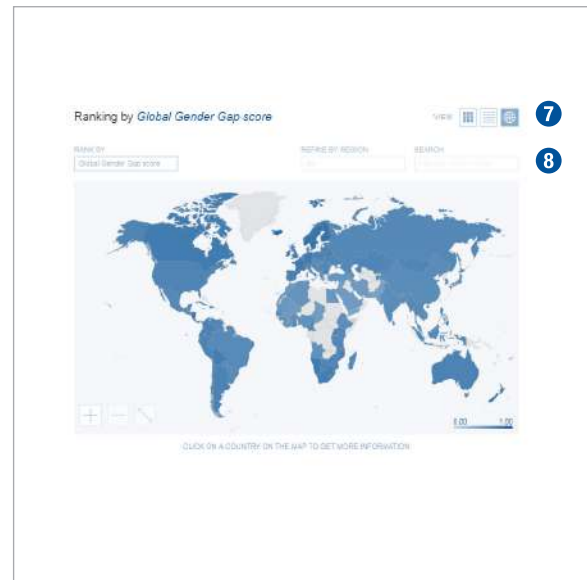 Ranking by Global Gender Gap score
VIEW
7
RANK BY
REFINE BY REGION
SEARCH
8
Global Gender Gap score
0.00 1.00
CLICK ON A COUNTRY ON THE MAP TO GET MORE INFORMATION